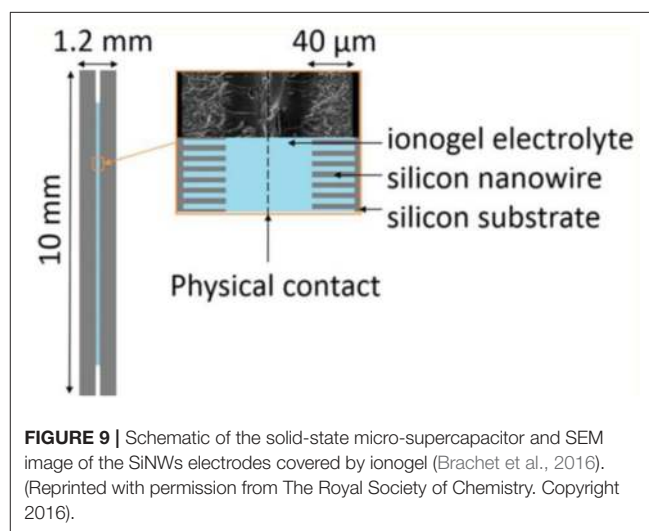 1.2 mm
40 µm
10 mm
ionogel electrolyte
silicon nanowire
silicon substrate
Physical contact
FIGURE 9 | Schematic of the solid-state micro-supercapacitor and SEM
image of the SiNWs electrodes covered by ionogel (Brachet et al., 2016).
(Reprinted with permission from The Royal Society of Chemistry. Copyright
2016).